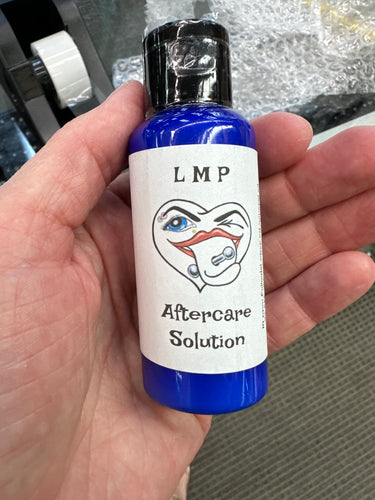 L M P
Aftercare
Solution